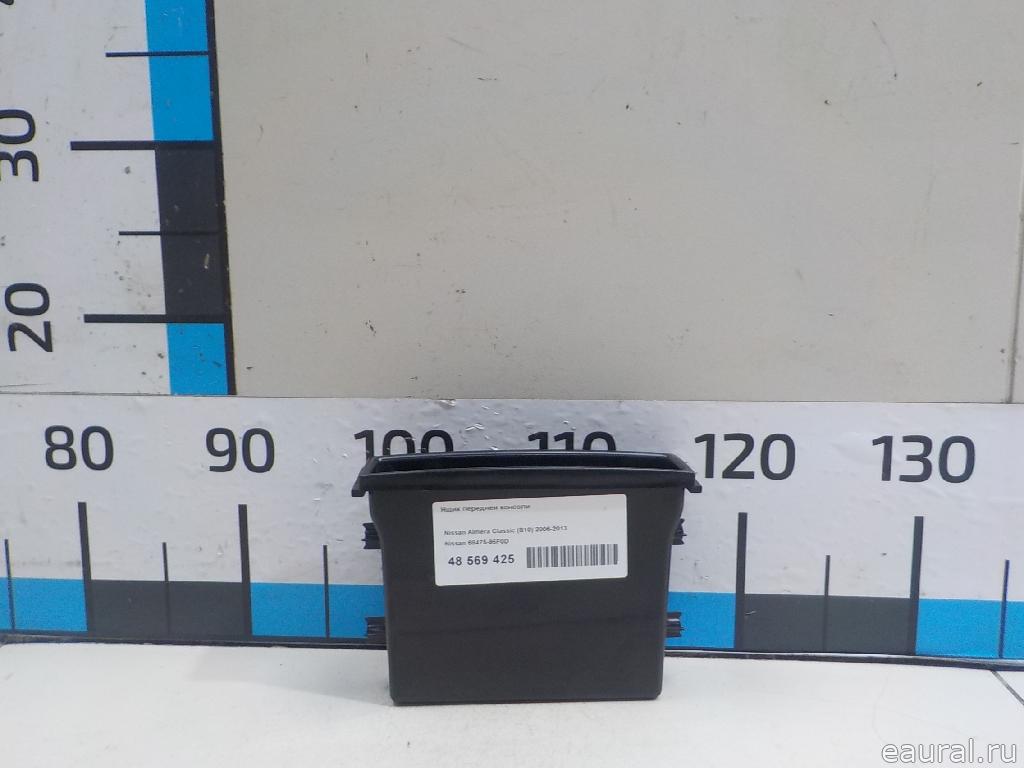 30
20
80 90 100 110 120 130
Ящик передней консоли
Nissan Almera Classic (B10) 2006-2013
Nissan
48 569 425
eaural.ru